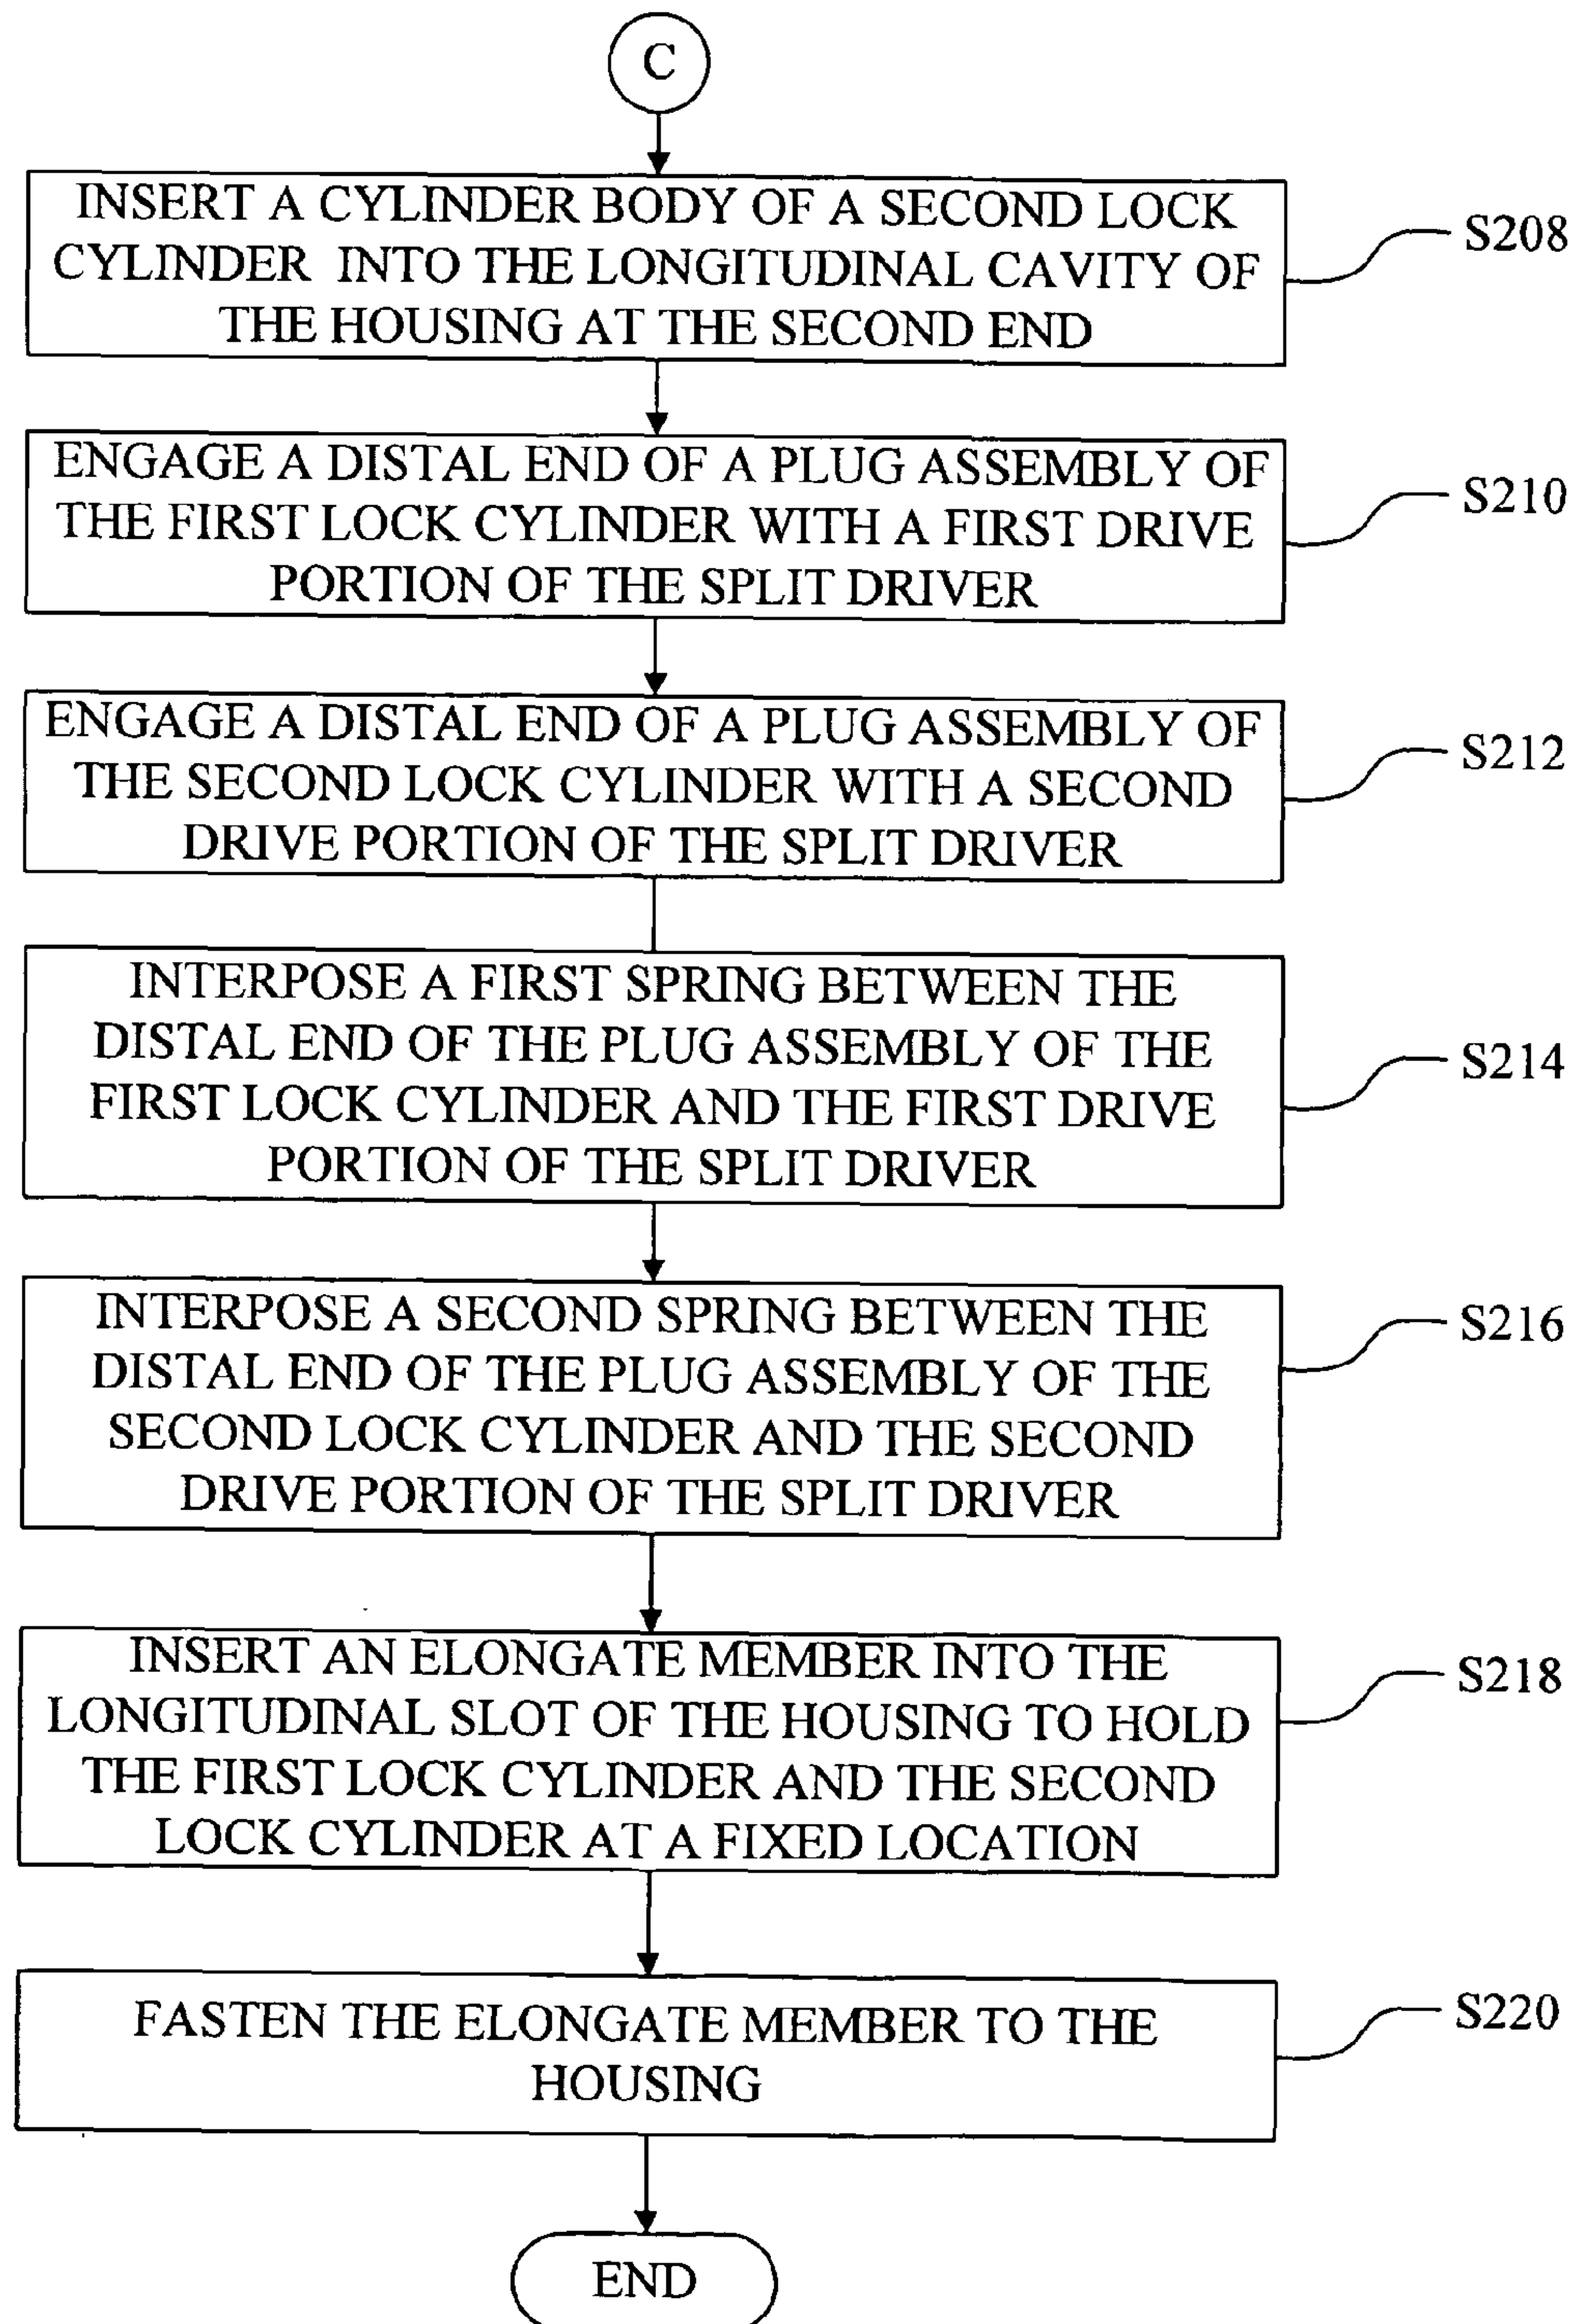 C
INSERT A CYLINDER BODY OF A SECOND LOCK
CYLINDER INTO THE LONGITUDINAL CAVITY OF
THE HOUSING AT THE SECOND END
S208
ENGAGE A DISTAL END OF A PLUG ASSEMBLY OF
THE FIRST LOCK CYLINDER WITH A FIRST DRIVE
PORTION OF THE SPLIT DRIVER
S210
ENGAGE A DISTAL END OF A PLUG ASSEMBLY OF
THE SECOND LOCK CYLINDER WITH A SECOND
DRIVE PORTION OF THE SPLIT DRIVER
S212
INTERPOSE A FIRST SPRING BETWEEN THE
DISTAL END OF THE PLUG ASSEMBLY OF THE
FIRST LOCK CYLINDER AND THE FIRST DRIVE
PORTION OF THE SPLIT DRIVER
S214
INTERPOSE A SECOND SPRING BETWEEN THE
DISTAL END OF THE PLUG ASSEMBLY OF THE
SECOND LOCK CYLINDER AND THE SECOND
DRIVE PORTION OF THE SPLIT DRIVER
S216
INSERT AN ELONGATE MEMBER INTO THE
LONGITUDINAL SLOT OF THE HOUSING TO HOLD
THE FIRST LOCK CYLINDER AND THE SECOND
LOCK CYLINDER AT A FIXED LOCATION
S218
FASTEN THE ELONGATE MEMBER TO THE
HOUSING
S220
END